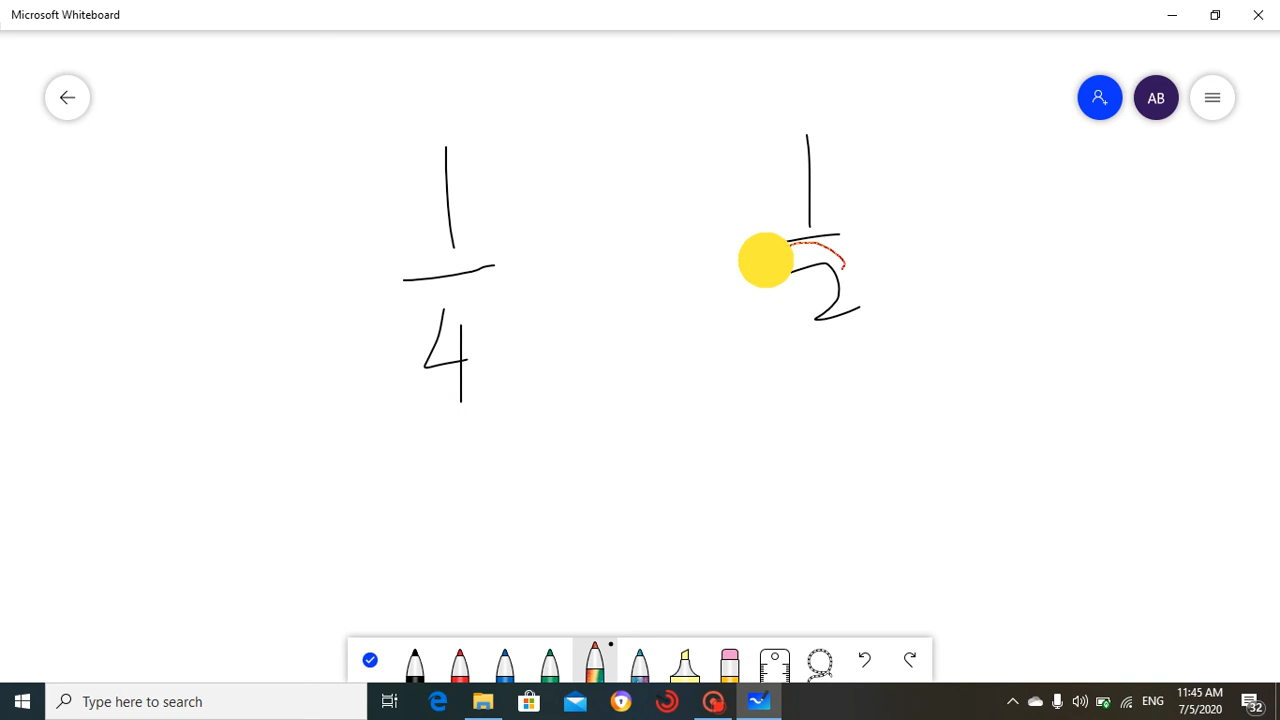 Microsoft Whiteboard
AB
1
4
1
2
Type here to search
ENG
11:45 AM
7/5/2020
32